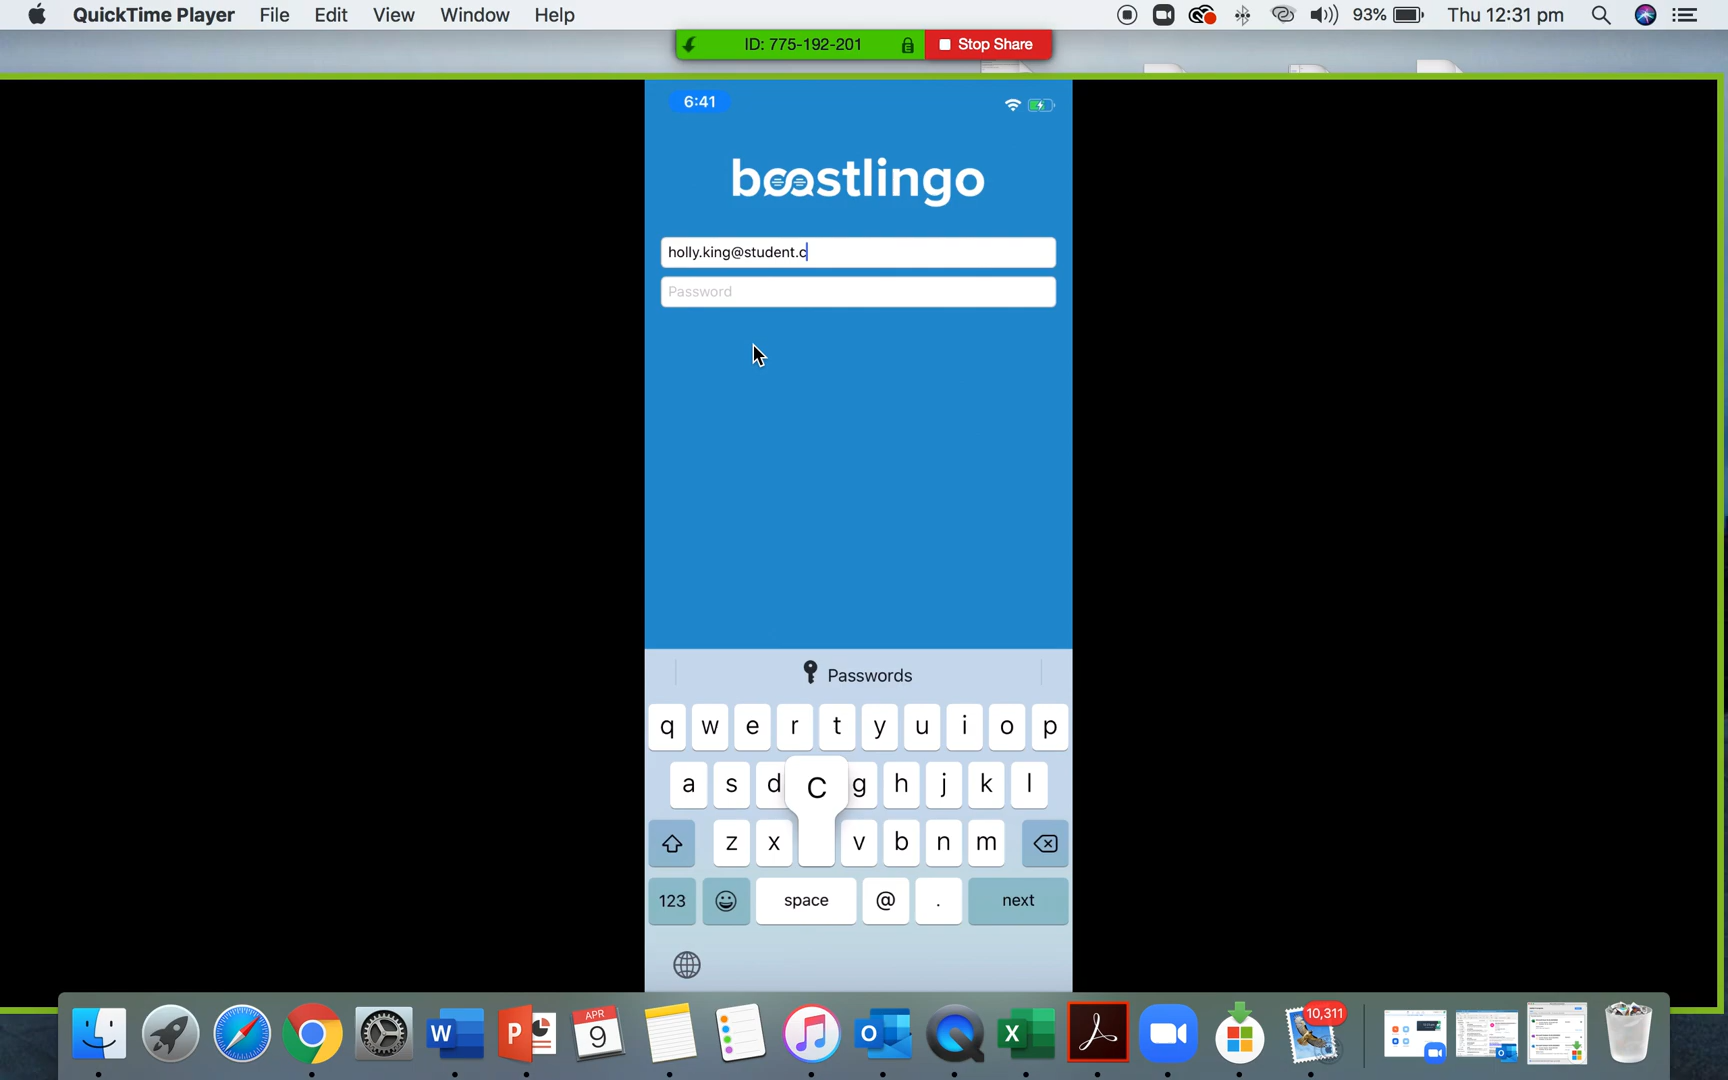 QuickTime Player File Edit View Window Help 93% Thu 12:31 pm
ID: 775-192-201 Stop Share
6:41
boostlingo
holly.king@student.c
Password
Passwords
q w e r t y u i o p
a s d C g h j k l
z x v b n m
123 space @ . next
W P APR 9 O X 10,311